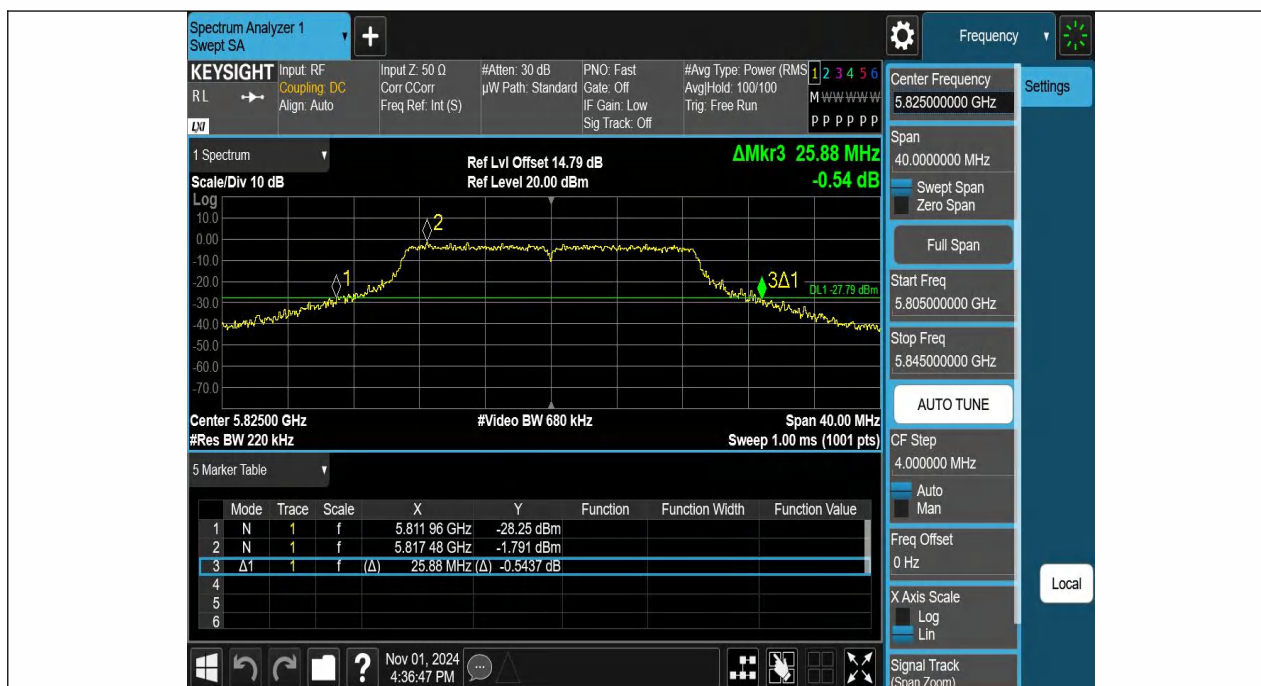 Spectrum Analyzer 1
Swept SA
+
Frequency
KEYSIGHT
RL
LXI
Input: RF
Coupling: DC
Align: Auto
Input Z: 50 Ω
Corr CCorr
Freq Ref: Int (S)
#Atten: 30 dB
µW Path: Standard
PNO: Fast
Gate: Off
IF Gain: Low
Sig Track: Off
#Avg Type: Power (RMS
Avg|Hold: 100/100
Trig: Free Run
1 2 3 4 5 6
M W W W W W
P P P P P P
1 Spectrum
Scale/Div 10 dB
Ref Lvl Offset 14.79 dB
Ref Level 20.00 dBm
ΔMkr3 25.88 MHz
-0.54 dB
Log
10.0
0.00
-10.0
-20.0
-30.0
-40.0
-50.0
-60.0
-70.0
1
2
3Δ1
DL1 -27.79 dBm
Center 5.82500 GHz
#Video BW 680 kHz
Span 40.00 MHz
#Res BW 220 kHz
Sweep 1.00 ms (1001 pts)
5 Marker Table
Mode Trace Scale X Y Function Function Width Function Value
1 N 1 f 5.811 96 GHz -28.25 dBm
2 N 1 f 5.817 48 GHz -1.791 dBm
3 Δ1 1 f (Δ) 25.88 MHz (Δ) -0.5437 dB
4
5
6
?
Nov 01, 2024
4:36:47 PM
Center Frequency
5.825000000 GHz
Settings
Span
40.0000000 MHz
Swept Span
Zero Span
Full Span
Start Freq
5.805000000 GHz
Stop Freq
5.845000000 GHz
AUTO TUNE
CF Step
4.000000 MHz
Auto
Man
Freq Offset
0 Hz
Local
X Axis Scale
Log
Lin
Signal Track
(Span Zoom)